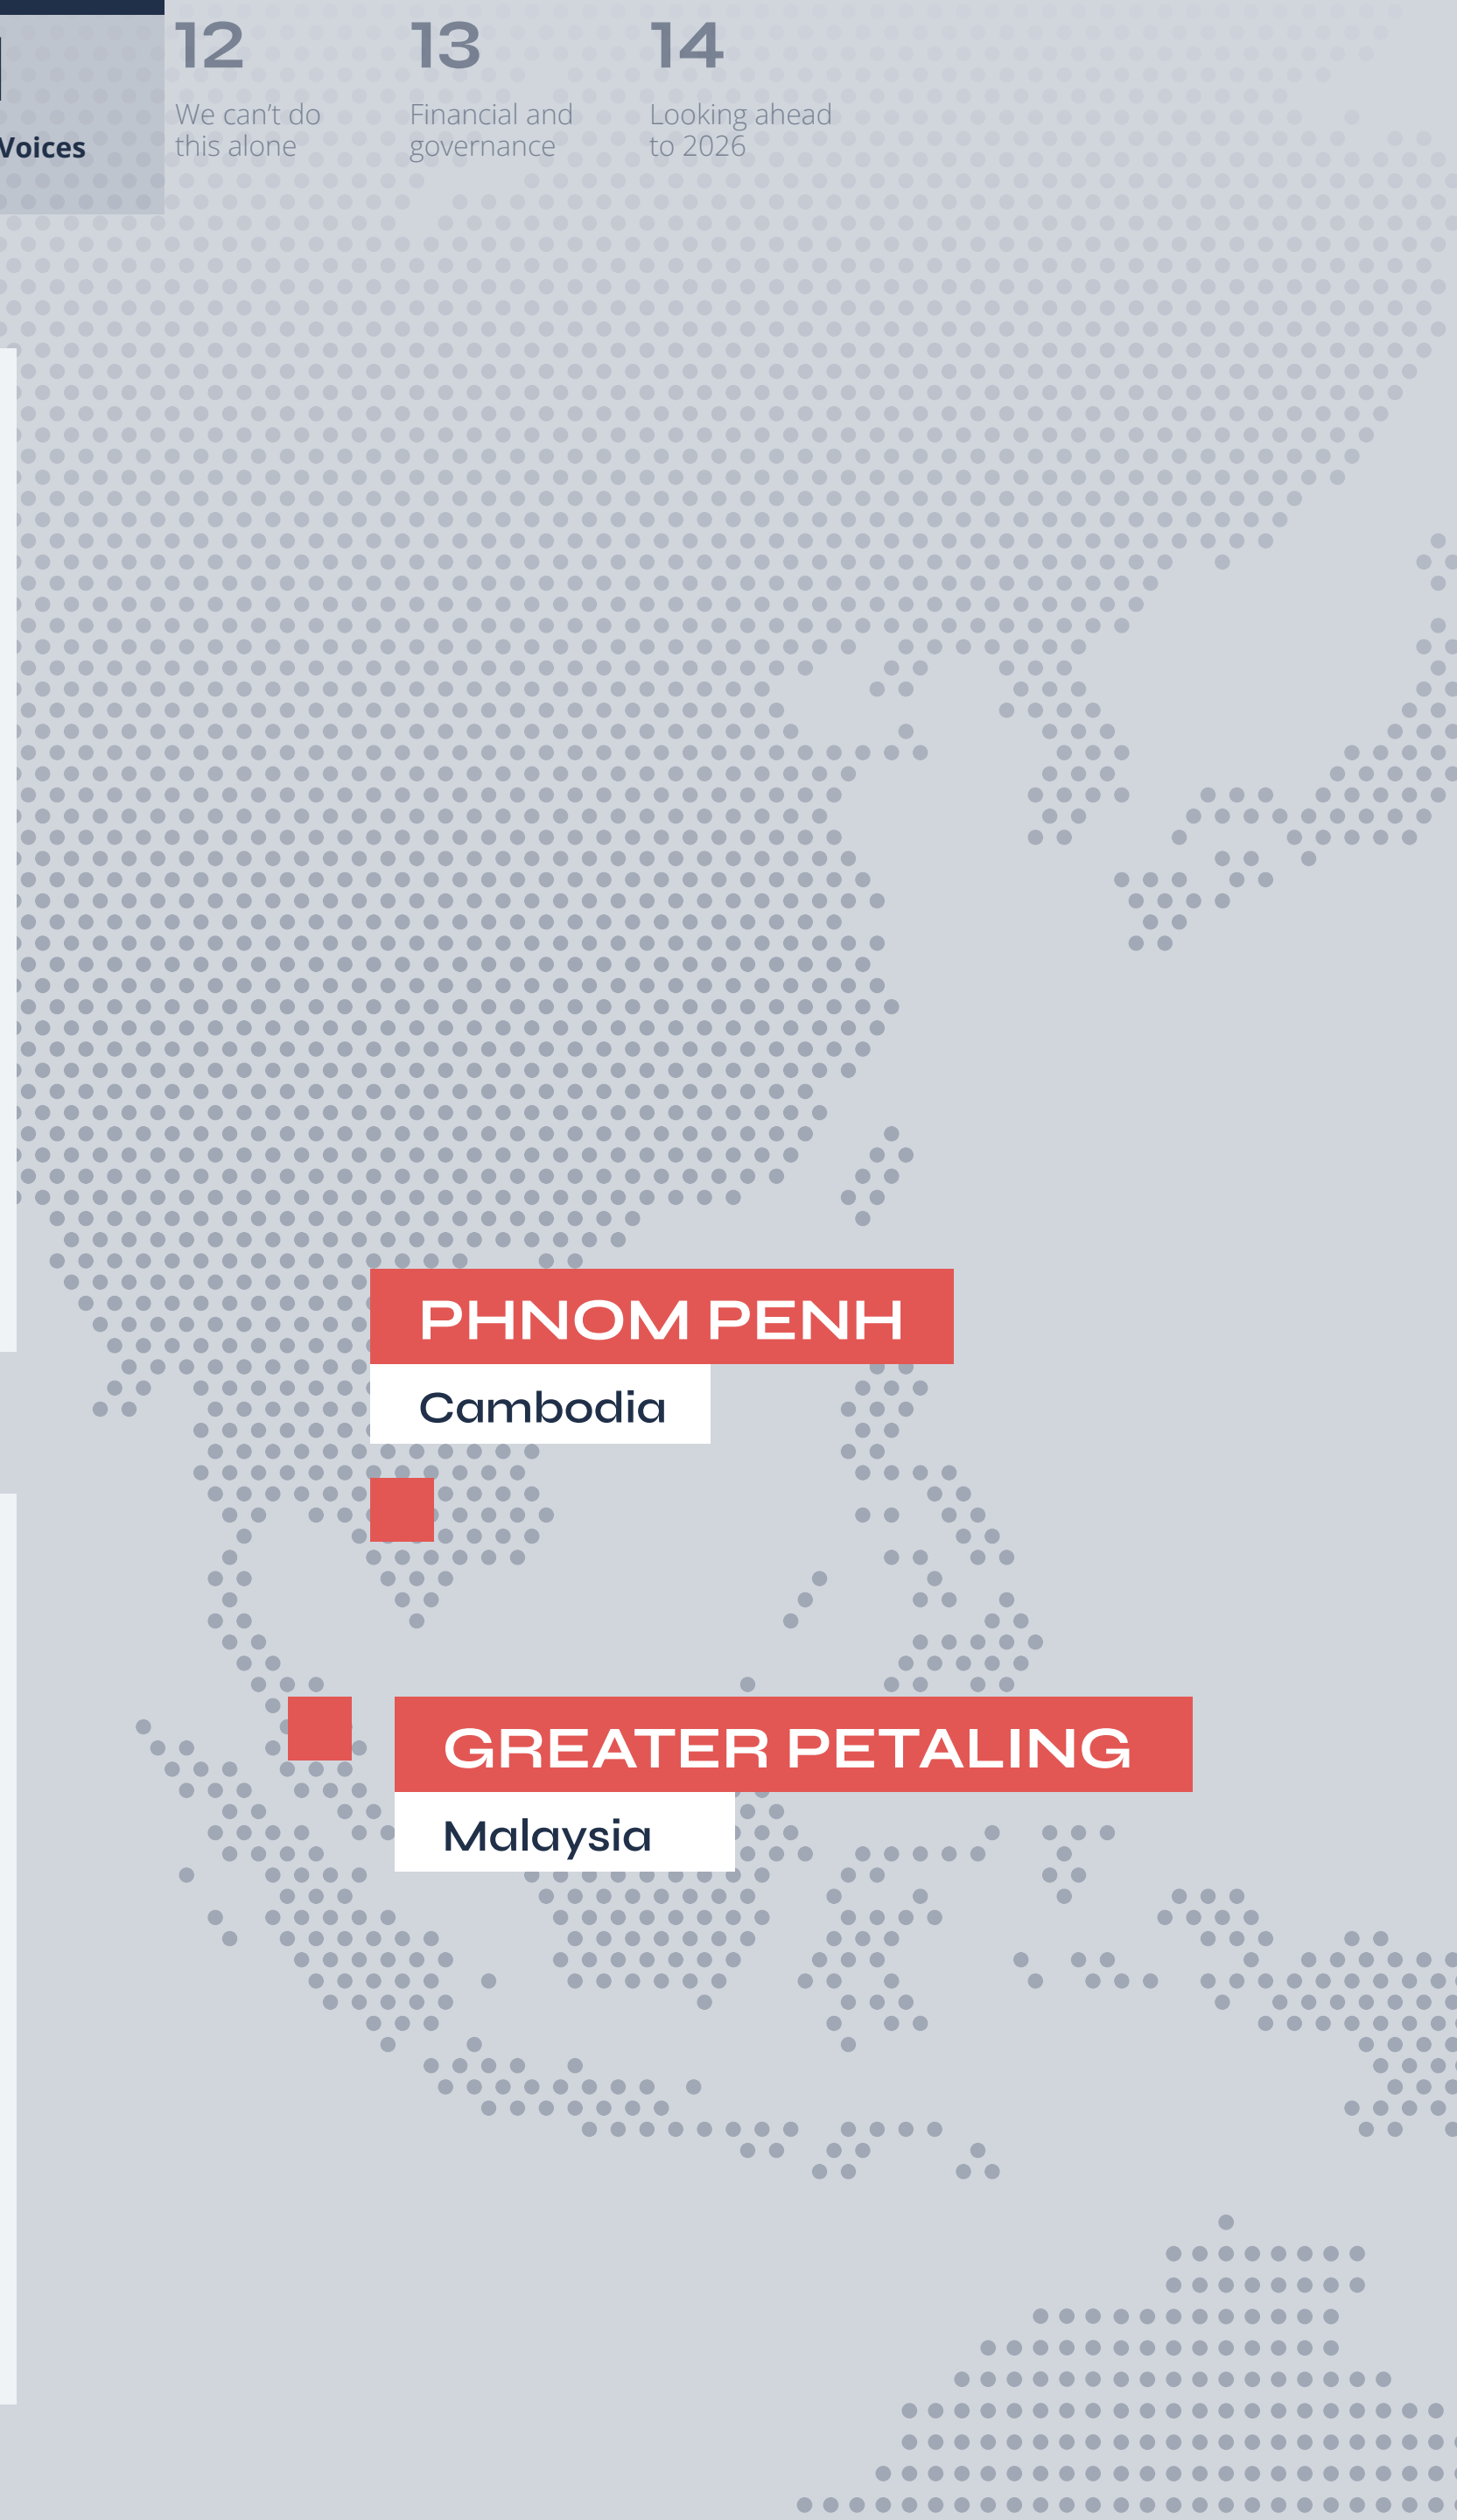 12
We can't do
this alone
13
Financial and
governance
14
Looking ahead
to 2026
Voices
PHNOM PENH
Cambodia
GREATER PETALING
Malaysia